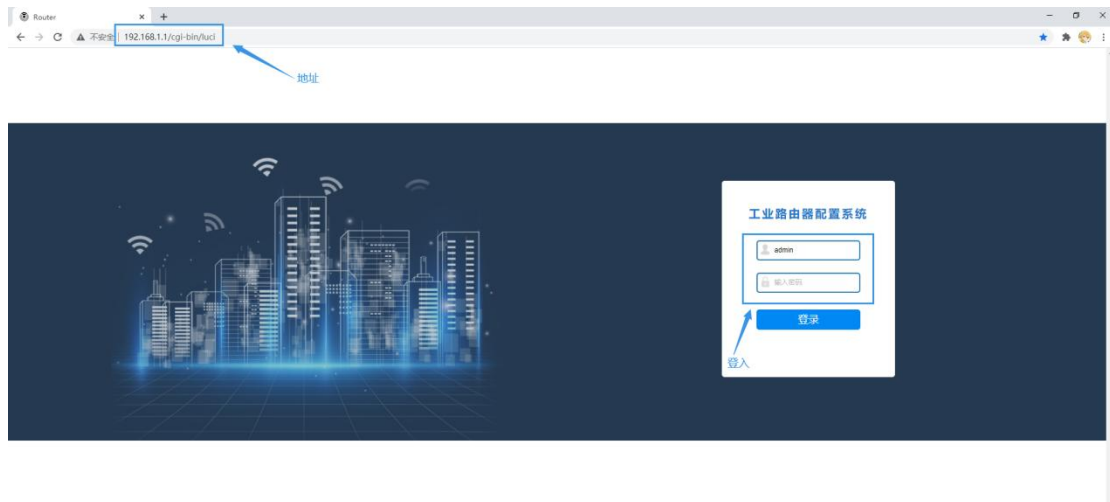 Router
不安全 192.168.1.1/cgi-bin/luci
地址
工业路由器配置系统
admin
输入密码
登录
登入